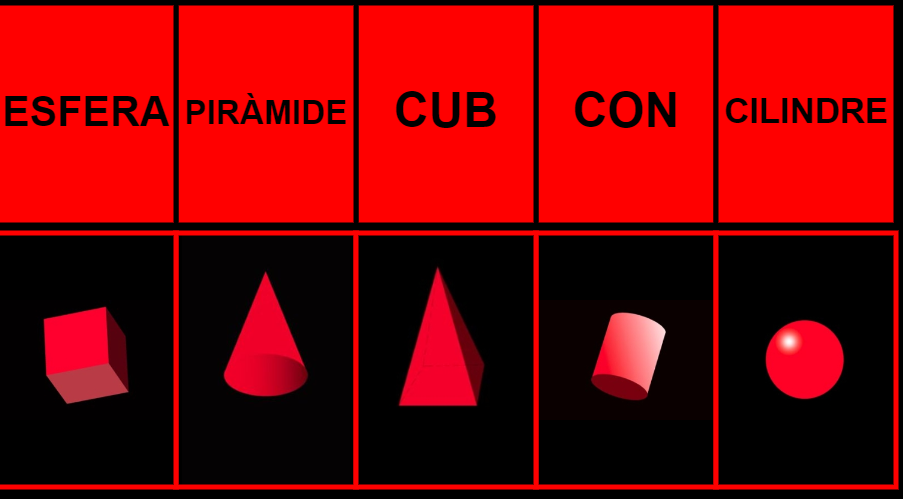 ESFERA
PIRÀMIDE
CUB
CON
CILINDRE